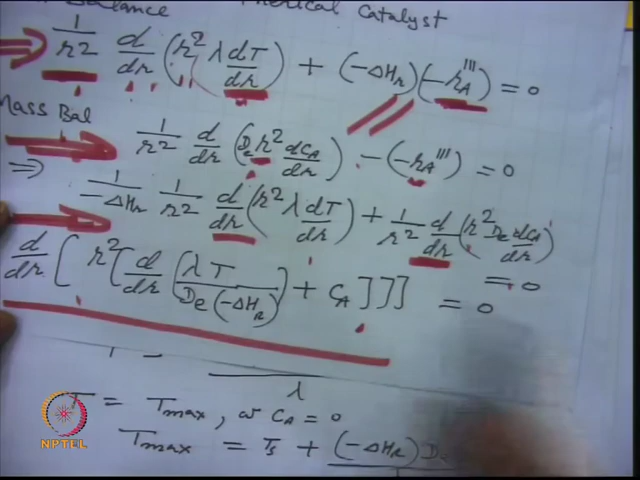 Balance Spherical Catalyst
⇒ 1/r² d/dr (r² λ dT/dr) + (-ΔH_R)(-r_A''') = 0
Mass Bal
⇒ 1/r² d/dr (D_e r² dC_A/dr) - (-r_A''') = 0
1/-ΔH_R 1/r² d/dr (r² λ dT/dr) + 1/r² d/dr (r² D_e dC_A/dr) = 0
d/dr [ r² ( d/dr ( λT / D_e(-ΔH_R) ) + C_A ] ] ] = 0
λ
T = T_max, at C_A = 0
T_max = T_s + (-ΔH_R) D_e
NPTEL